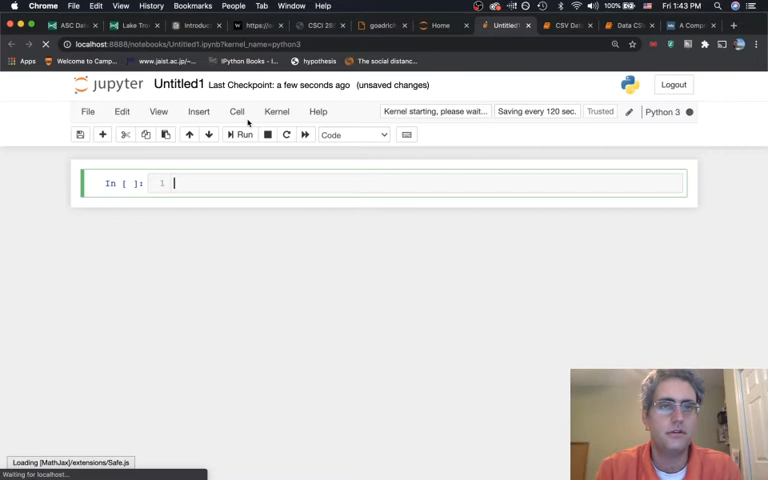 Chrome File Edit View History Bookmarks People Tab Window Help 100% Fri 1:43 PM
ASC Data Lake Tro Introduc https:// CSCI 28 goadrich Home Untitled1 CSV Da Data CS A Comp
localhost:8888/notebooks/Untitled1.ipynb?kernel_name=python3
Apps Welcome to Camp... www.jaist.ac.jp/~... IPython Books - I... hypothesis The social distanc...
jupyter Untitled1 Last Checkpoint: a few seconds ago (unsaved changes) Logout
File Edit View Insert Cell Kernel Help Kernel starting, please wait... Saving every 120 sec. Trusted Python 3
Run Code
In [ ]: 1
Loading [MathJax]/extensions/Safe.js
Waiting for localhost...